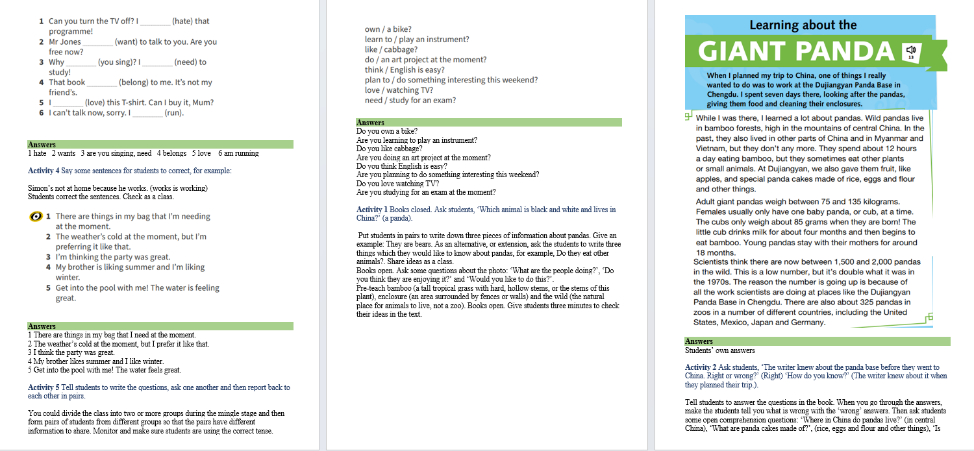 1 Can you turn the TV off? I ______ (hate) that
programme!
2 Mr Jones ______ (want) to talk to you. Are you
free now?
3 Why ______ (you sing)? I ______ (need) to
study!
4 That book ______ (belong) to me. It's not my
friend's.
5 I ______ (love) this T-shirt. Can I buy it, Mum?
6 I can't talk now, sorry. I ______ (run).
Answers
1 hate 2 wants 3 are you singing, need 4 belongs 5 love 6 am running
Activity 4 Say some sentences for students to correct, for example:
Simon's not at home because he works. (works is working)
Students correct the sentences. Check as a class.
1 There are things in my bag that I'm needing
at the moment.
2 The weather's cold at the moment, but I'm
preferring it like that.
3 I'm thinking the party was great.
4 My brother is liking summer and I'm liking
winter.
5 Get into the pool with me! The water is feeling
great.
Answers
1 There are things in my bag that I need at the moment.
2 The weather's cold at the moment, but I prefer it like that.
3 I think the party was great.
4 My brother likes summer and I like winter.
5 Get into the pool with me! The water feels great.
Activity 5 Tell students to write the questions, ask one another and then report back to
each other in pairs.
You could divide the class into two or more groups during the mingle stage and then
form pairs of students from different groups so that the pairs have different
information to share. Monitor and make sure students are using the correct tense.
own / a bike?
learn to / play an instrument?
like / cabbage?
do / an art project at the moment?
think / English is easy?
plan to / do something interesting this weekend?
love / watching TV?
need / study for an exam?
Answers
Do you own a bike?
Are you learning to play an instrument?
Do you like cabbage?
Are you doing an art project at the moment?
Do you think English is easy?
Are you planning to do something interesting this weekend?
Do you love watching TV?
Are you studying for an exam at the moment?
Activity 1 Books closed. Ask students, 'Which animal is black and white and lives in
China?' (a panda).
Put students in pairs to write down three pieces of information about pandas. Give an
example: They are bears. As an alternative, or extension, ask the students to write three
things which they would like to know about pandas, for example, Do they eat other
animals?. Share ideas as a class.
Books open. Ask some questions about the photo: 'What are the people doing?', 'Do
you think they are enjoying it?' and 'Would you like to do this?'.
Pre-teach bamboo (a tall tropical grass with hard, hollow stems, or the stems of this
plant), enclosure (an area surrounded by fences or walls) and the wild (the natural
place for animals to live, not a zoo). Books open. Give students three minutes to check
their ideas in the text.
Learning about the
GIANT PANDA
When I planned my trip to China, one of things I really
wanted to do was to work at the Dujiangyan Panda Base in
Chengdu. I spent seven days there, looking after the pandas,
giving them food and cleaning their enclosures.
While I was there, I learned a lot about pandas. Wild pandas live
in bamboo forests, high in the mountains of central China. In the
past, they also lived in other parts of China and in Myanmar and
Vietnam, but they don't any more. They spend about 12 hours
a day eating bamboo, but they sometimes eat other plants
or small animals. At Dujiangyan, we also gave them fruit, like
apples, and special panda cakes made of rice, eggs and flour
and other things.
Adult giant pandas weigh between 75 and 135 kilograms.
Females usually only have one baby panda, or cub, at a time.
The cubs only weigh about 85 grams when they are born! The
little cub drinks milk for about four months and then begins to
eat bamboo. Young pandas stay with their mothers for around
18 months.
Scientists think there are now between 1,500 and 2,000 pandas
in the wild. This is a low number, but it's double what it was in
the 1970s. The reason the number is going up is because of
all the work scientists are doing at places like the Dujiangyan
Panda Base in Chengdu. There are also about 325 pandas in
zoos in a number of different countries, including the United
States, Mexico, Japan and Germany.
Answers
Students' own answers
Activity 2 Ask students, 'The writer knew about the panda base before they went to
China. Right or wrong?' (Right) 'How do you know?' (The writer knew about it when
they planned their trip.).
Tell students to answer the questions in the book. When you go through the answers,
make the students tell you what is wrong with the 'wrong' answers. Then ask students
some open comprehension questions: 'Where in China do pandas live?' (in central
China), 'What are panda cakes made of?', (rice, eggs and flour and other things), 'Is